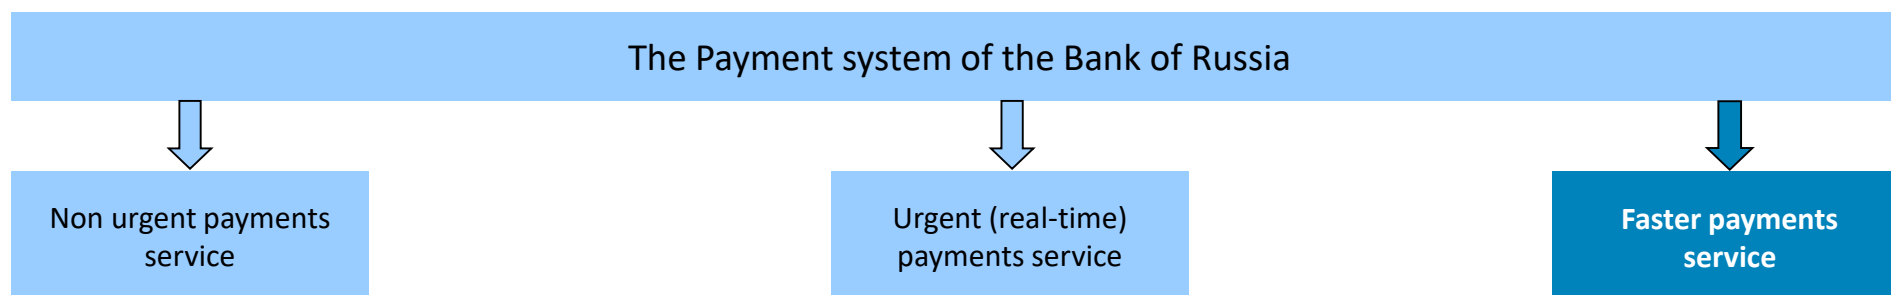 The Payment system of the Bank of Russia
Non urgent payments
service
Urgent (real-time)
payments service
Faster payments
service